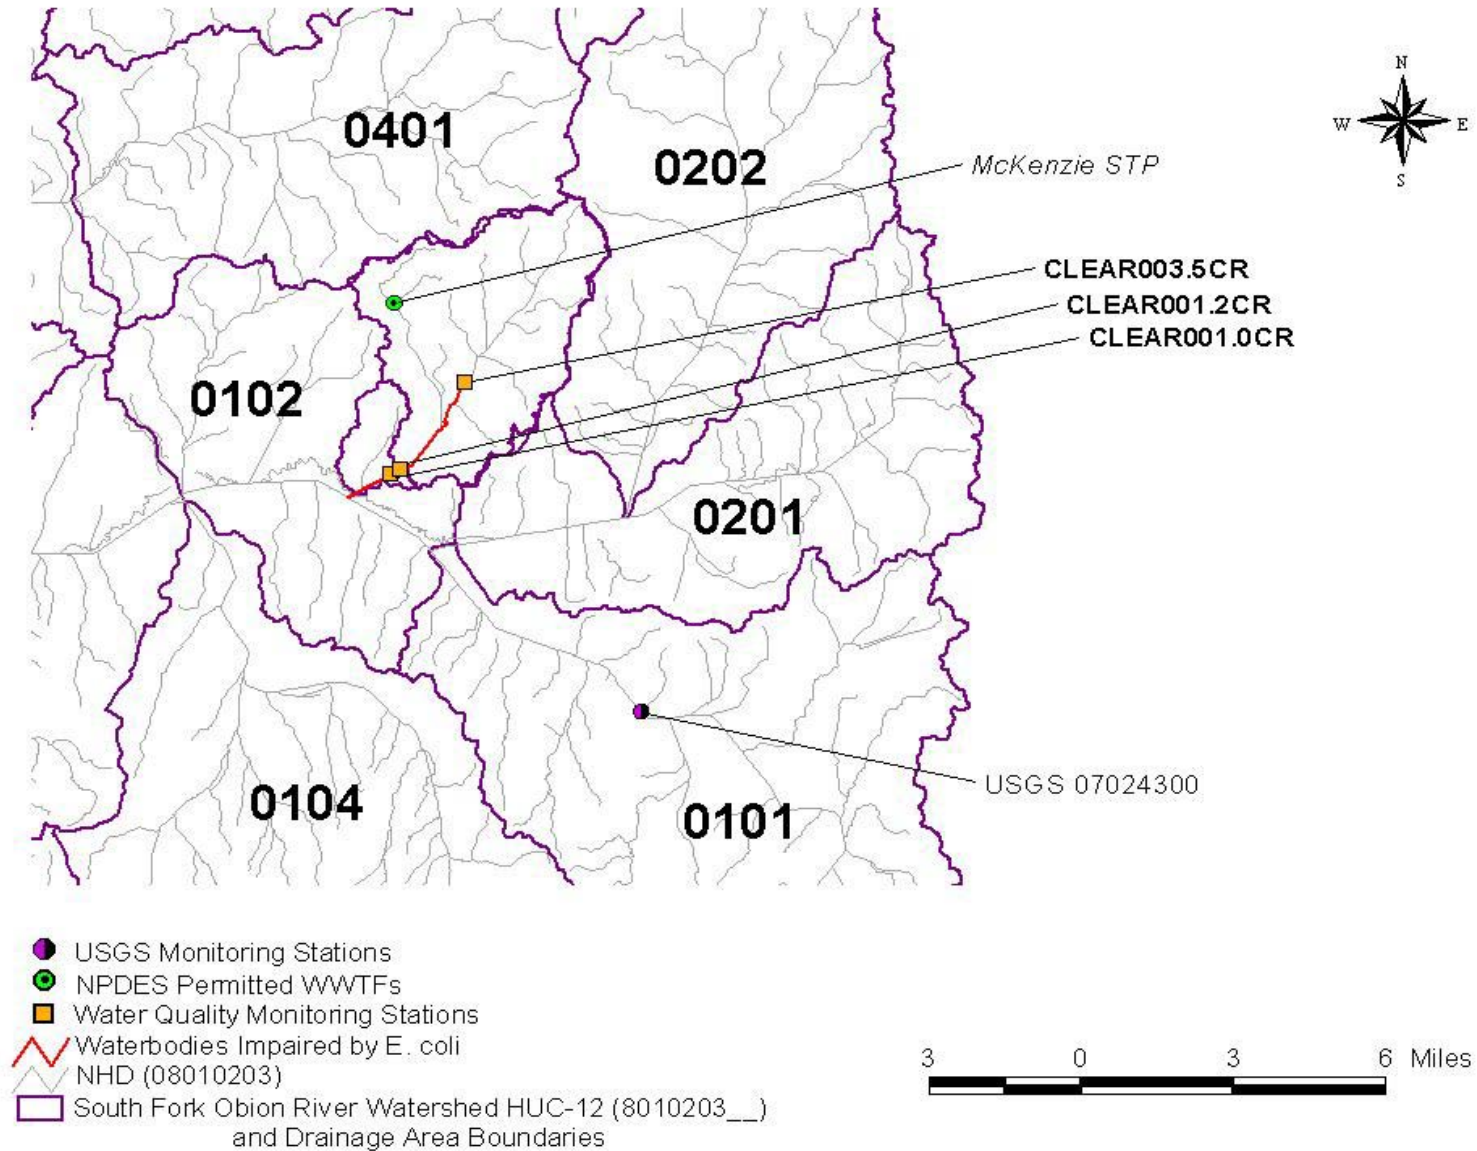 N
W
E
S
0401
0202
McKenzie STP
CLEAR003.5CR
CLEAR001.2CR
CLEAR001.0CR
0102
0201
USGS 07024300
0104
0101
USGS Monitoring Stations
NPDES Permitted WWTFs
Water Quality Monitoring Stations
Waterbodies Impaired by E. coli
NHD (08010203)
South Fork Obion River Watershed HUC-12 (8010203__)
and Drainage Area Boundaries
3 0 3 6 Miles